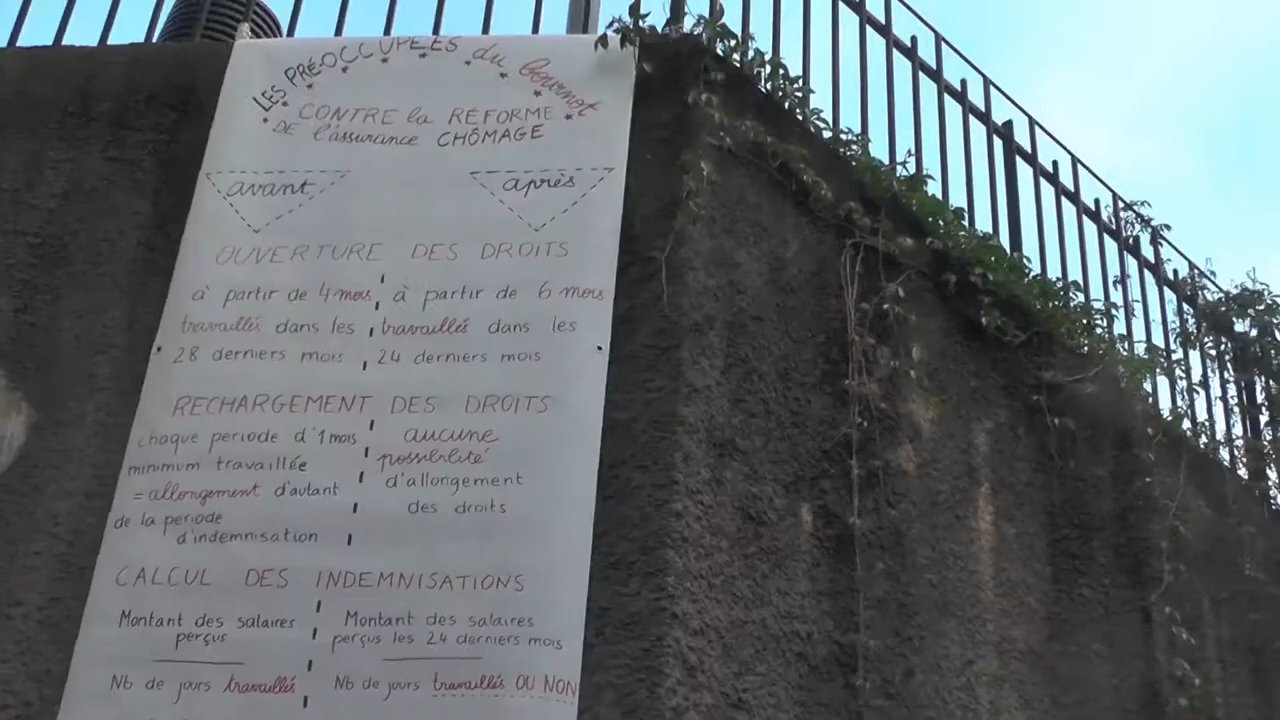 LES PRÉ-OCCUPÉES du bournot
CONTRE la RÉFORME
DE l'assurance CHÔMAGE
avant
après
OUVERTURE DES DROITS
à partir de 4 mois
travaillés dans les
28 derniers mois
à partir de 6 mois
travaillés dans les
24 derniers mois
RECHARGEMENT DES DROITS
chaque periode d'1 mois
minimum travaillée
= allongement d'autant
de la periode
d'indemnisation
aucune
possibilité
d'allongement
des droits
CALCUL DES INDEMNISATIONS
Montant des salaires
perçus
Nb de jours travaillés
Montant des salaires
perçus les 24 derniers mois
Nb de jours travaillés OU NON